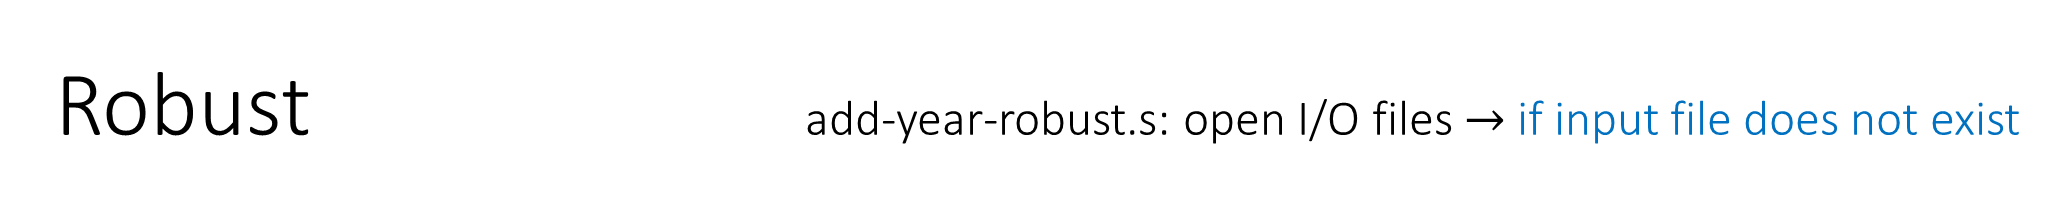 Robust
add-year-robust.s: open I/O files → if input file does not exist